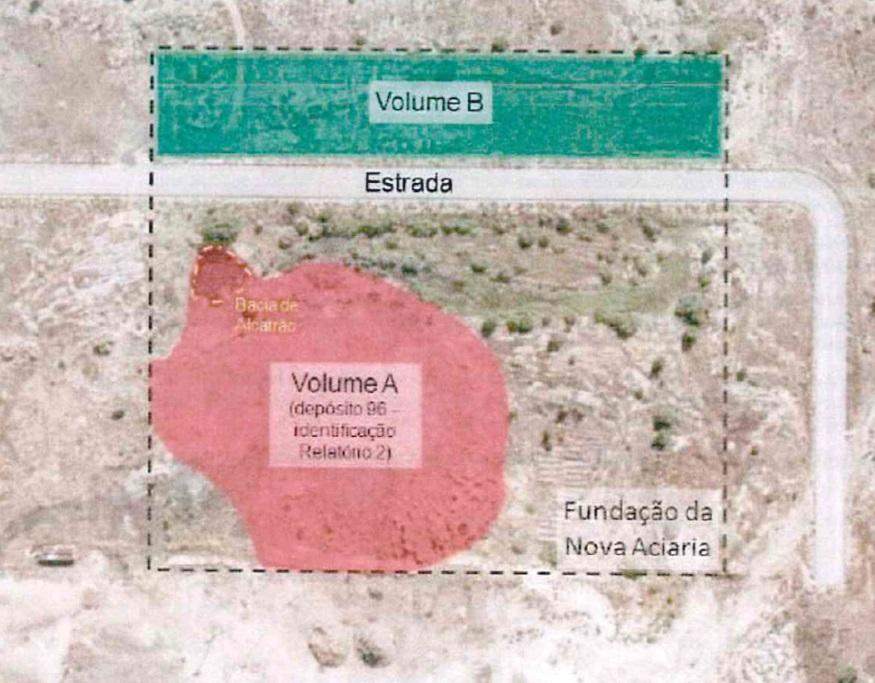 Volume B
Estrada
Bacia de
Alcatrão
Volume A
(depósito 96 –
identificação
Relatório 2)
Fundação da
Nova Aciaria